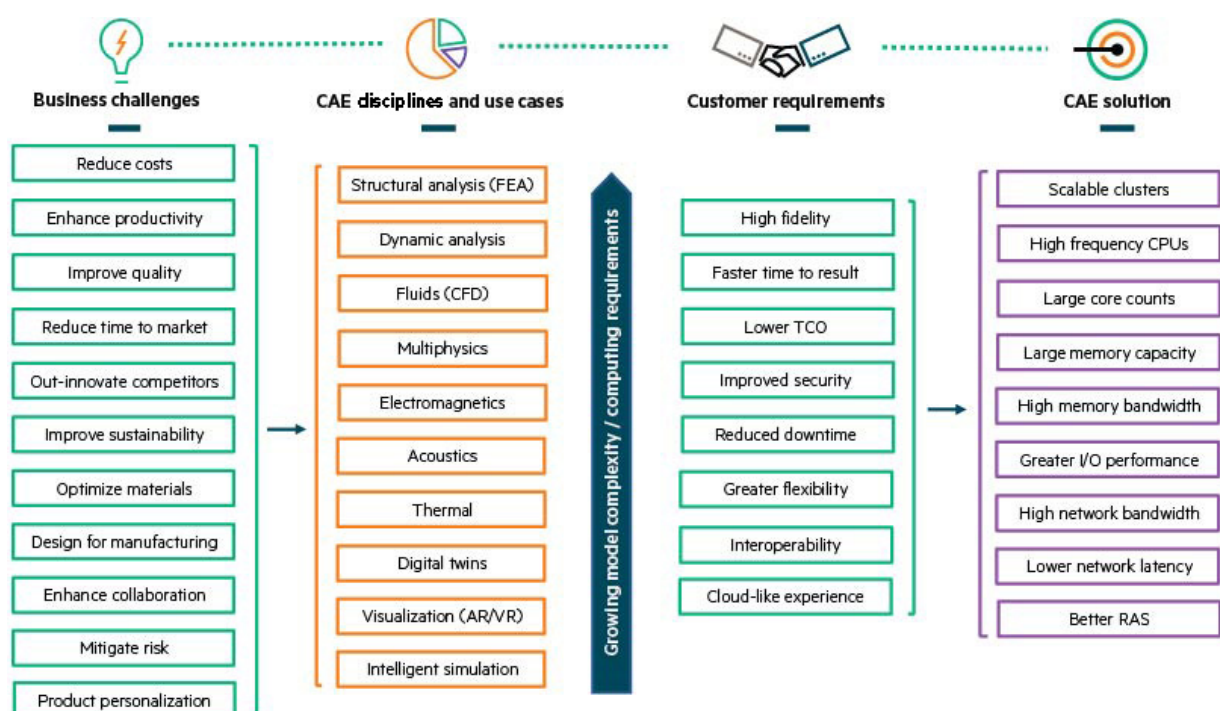 Business challenges
Reduce costs
Enhance productivity
Improve quality
Reduce time to market
Out-innovate competitors
Improve sustainability
Optimize materials
Design for manufacturing
Enhance collaboration
Mitigate risk
Product personalization
CAE disciplines and use cases
Structural analysis (FEA)
Dynamic analysis
Fluids (CFD)
Multiphysics
Electromagnetics
Acoustics
Thermal
Digital twins
Visualization (AR/VR)
Intelligent simulation
Growing model complexity / computing requirements
Customer requirements
High fidelity
Faster time to result
Lower TCO
Improved security
Reduced downtime
Greater flexibility
Interoperability
Cloud-like experience
CAE solution
Scalable clusters
High frequency CPUs
Large core counts
Large memory capacity
High memory bandwidth
Greater I/O performance
High network bandwidth
Lower network latency
Better RAS